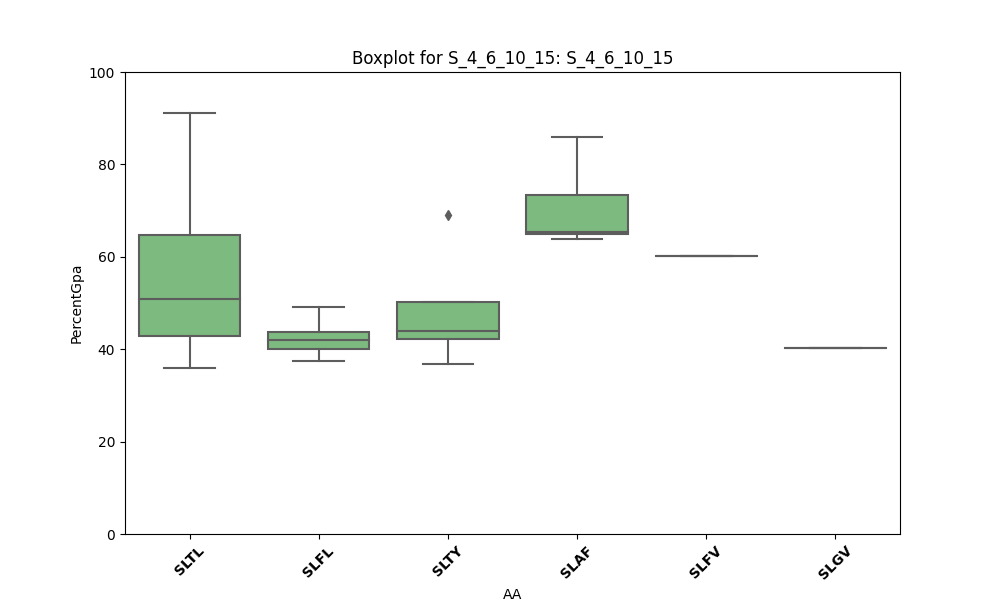 Boxplot for S_4_6_10_15: S_4_6_10_15
100
80
60
40
20
0
PercentGpa
SLTL
SLFL
SLTY
SLAF
SLFV
SLGV
AA